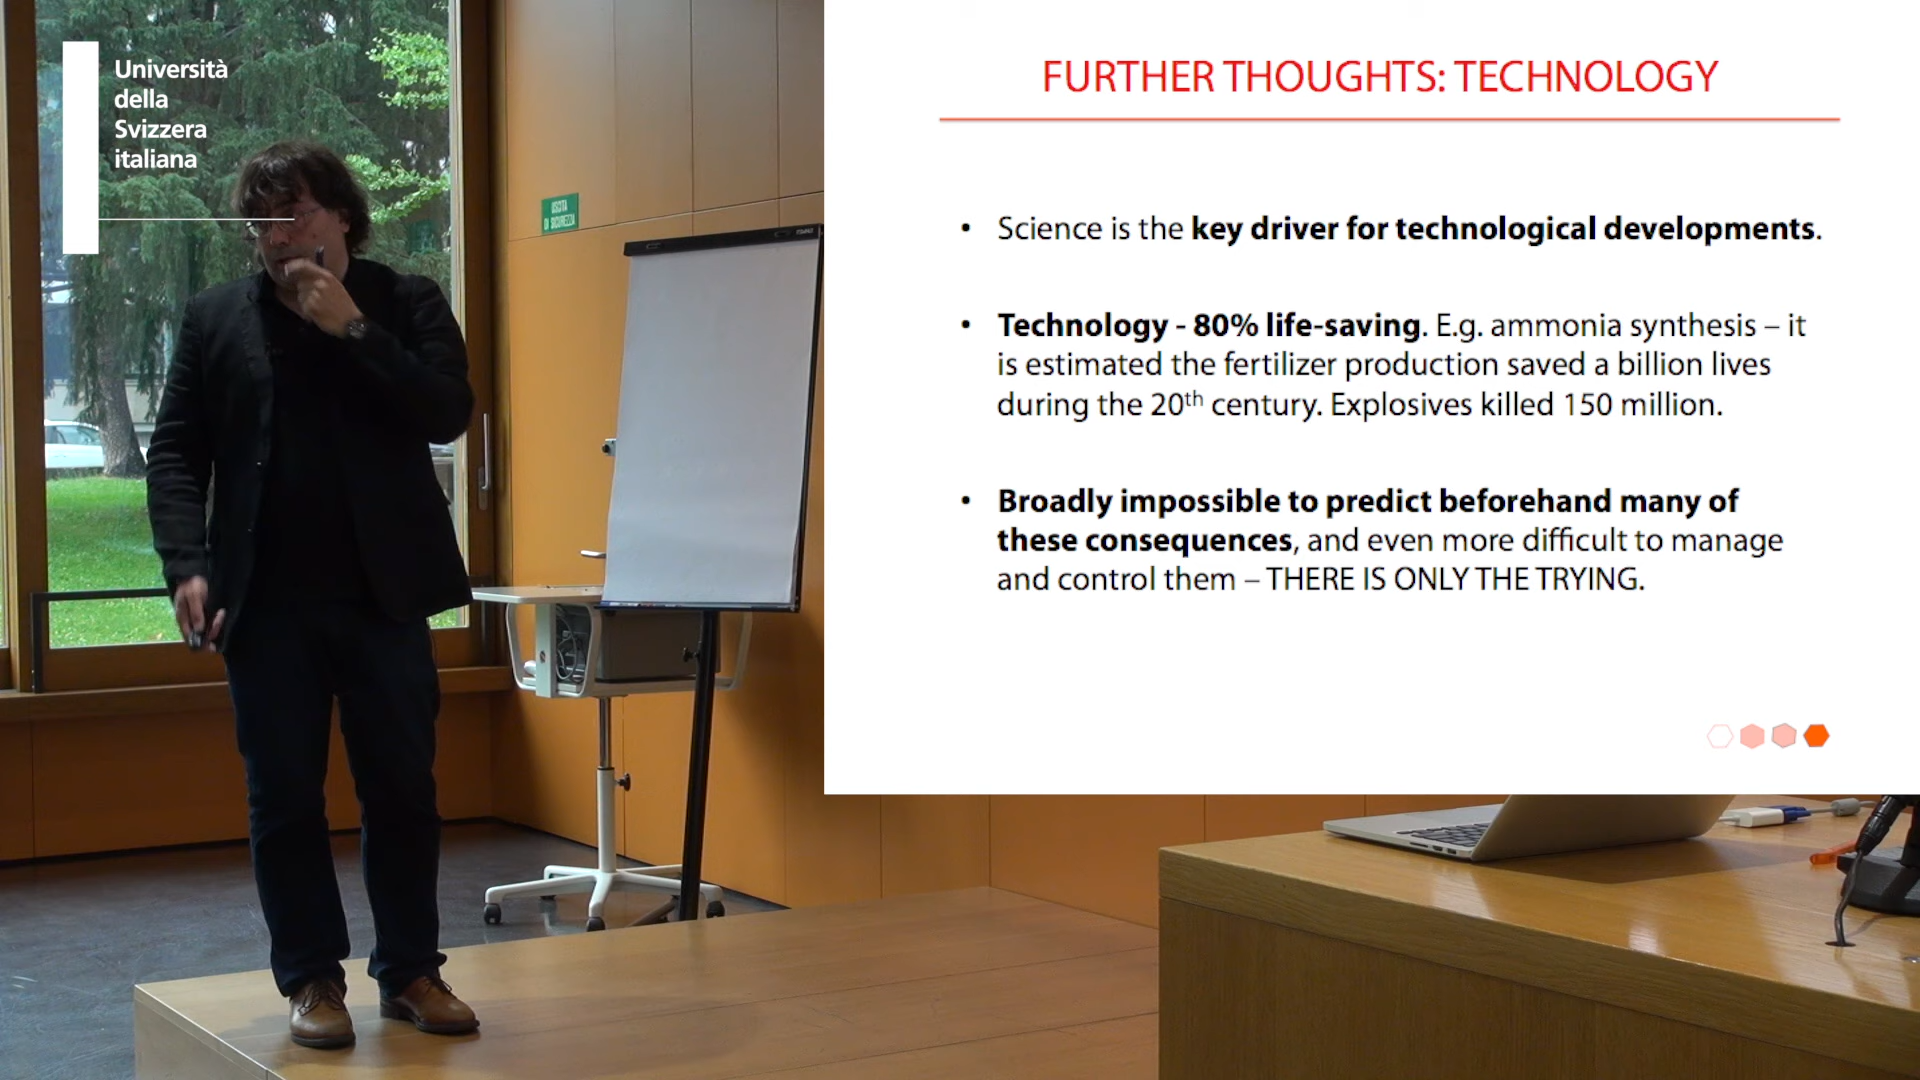 Università
della
Svizzera
italiana
USCITA
DI SICUREZZA
FURTHER THOUGHTS: TECHNOLOGY
• Science is the key driver for technological developments.
• Technology - 80% life-saving. E.g. ammonia synthesis – it
is estimated the fertilizer production saved a billion lives
during the 20th century. Explosives killed 150 million.
• Broadly impossible to predict beforehand many of
these consequences, and even more difficult to manage
and control them – THERE IS ONLY THE TRYING.